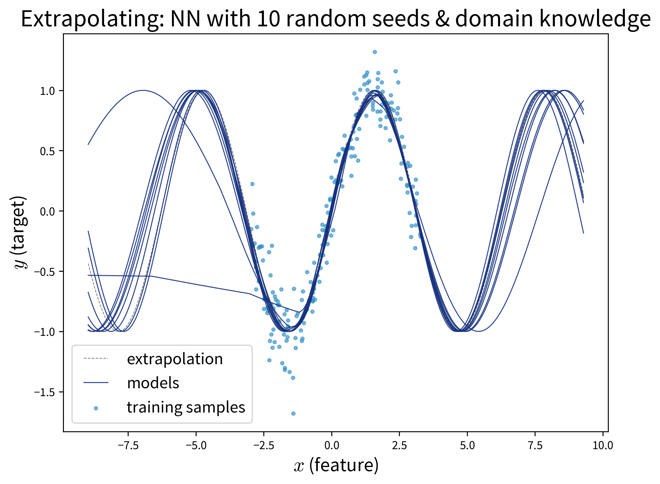 Extrapolating: NN with 10 random seeds & domain knowledge
y (target)
1.0
0.5
0.0
−0.5
−1.0
−1.5
extrapolation
models
training samples
−7.5 −5.0 −2.5 0.0 2.5 5.0 7.5 10.0
x (feature)